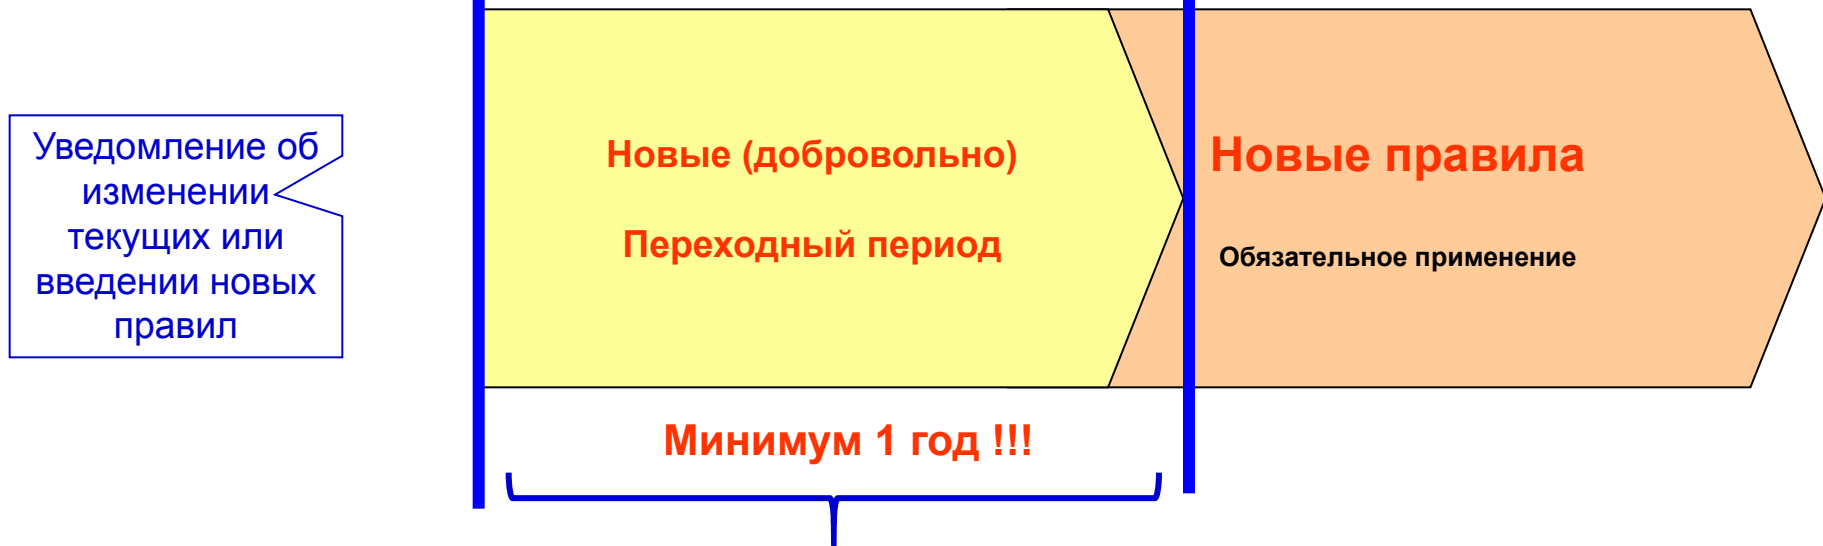 Уведомление об
изменении
текущих или
введении новых
правил
Новые (добровольно)
Переходный период
Новые правила
Обязательное применение
Минимум 1 год !!!